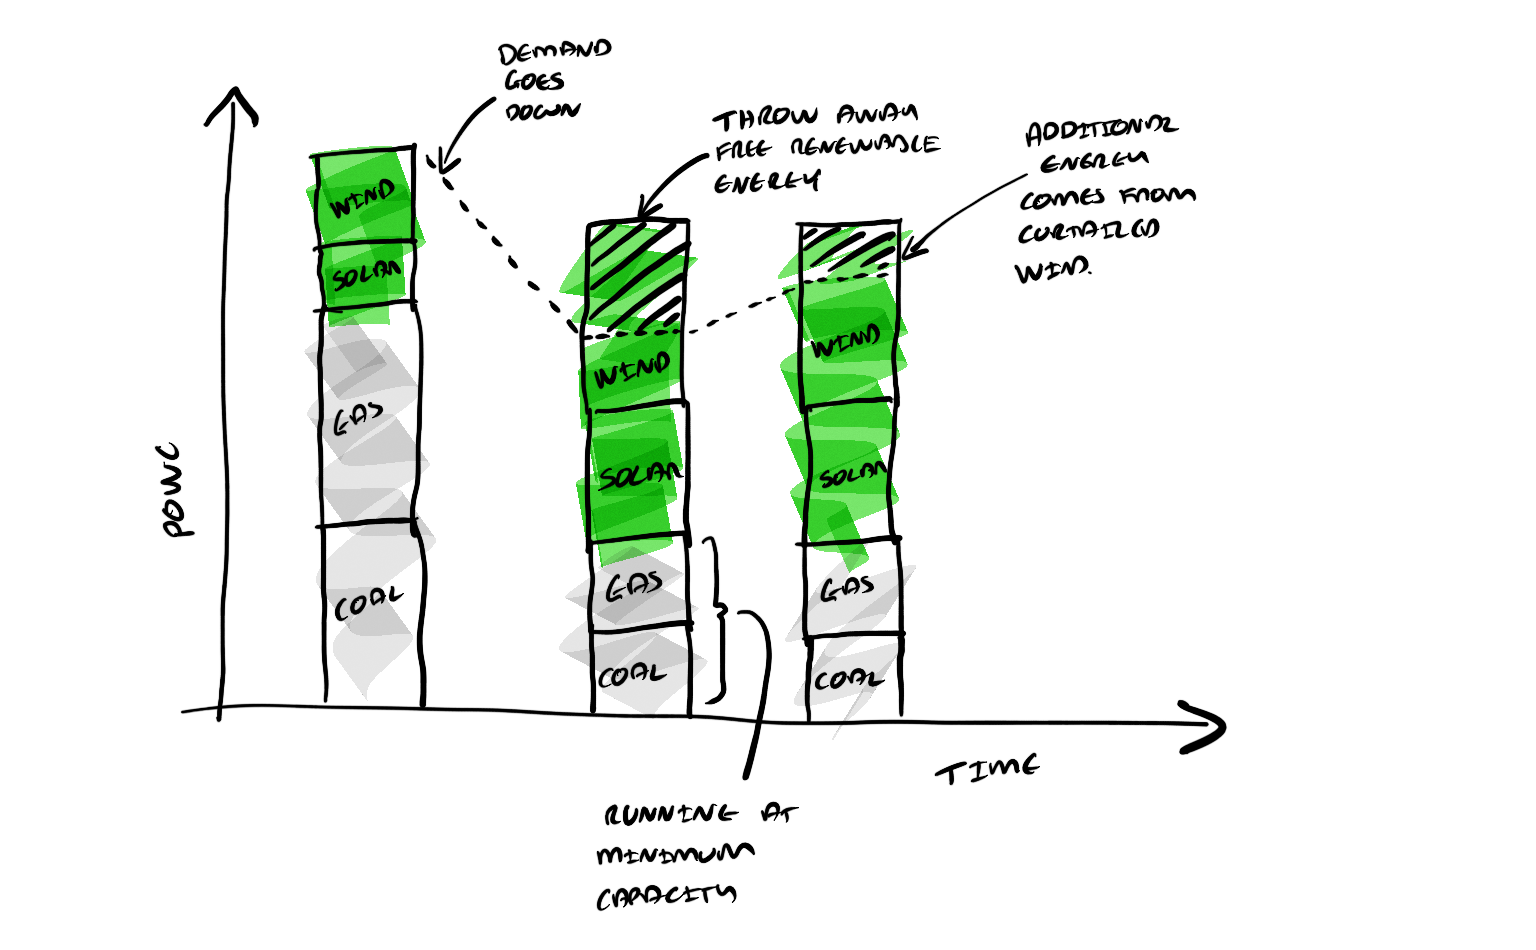 DEMAND
GOES
DOWN
THROW AWAY
FREE RENEWABLE
ENERGY
ADDITIONAL
ENERGY
COMES FROM
CURTAILED
WIND.
WIND
SOLAR
GAS
COAL
WIND
SOLAR
GAS
COAL
WIND
SOLAR
GAS
COAL
TIME
RUNNING AT
MINIMUM
CAPACITY